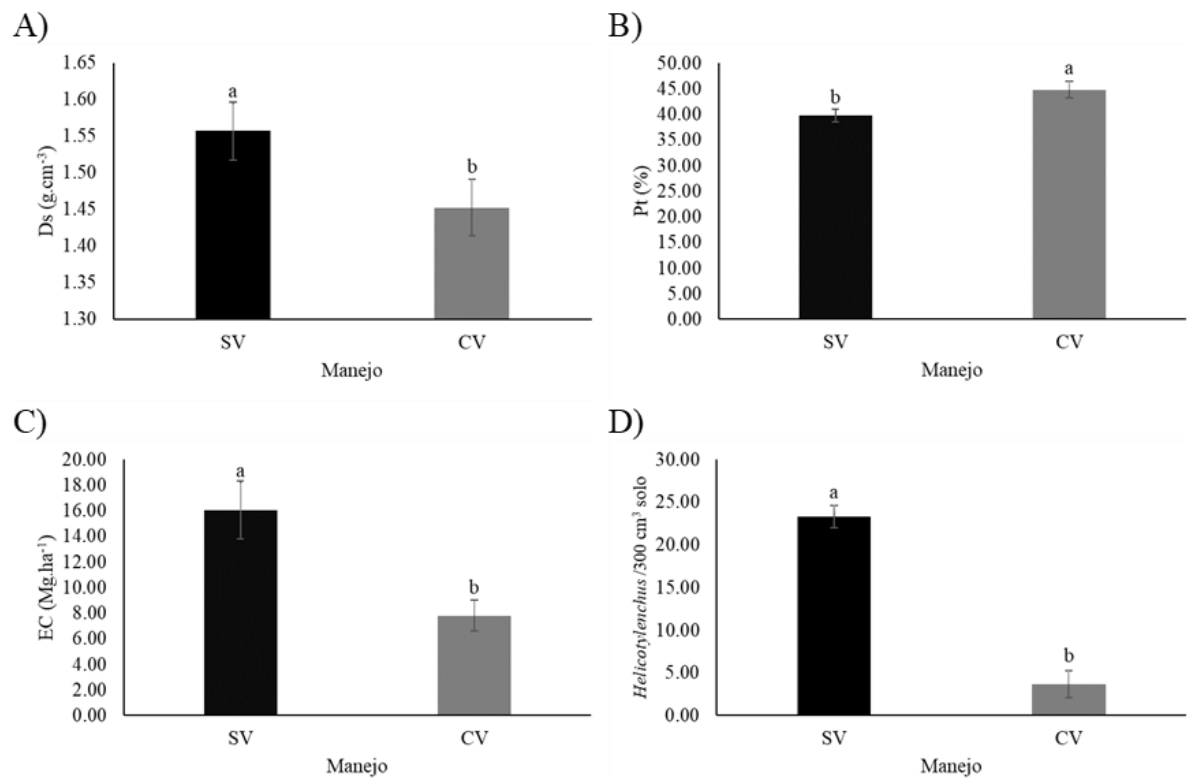 A)
1.65
1.60
1.55
1.50
1.45
1.40
1.35
1.30
Ds (g.cm⁻³)
a
b
SV
CV
Manejo
B)
50.00
45.00
40.00
35.00
30.00
25.00
20.00
15.00
10.00
5.00
0.00
Pt (%)
b
a
SV
CV
Manejo
C)
20.00
18.00
16.00
14.00
12.00
10.00
8.00
6.00
4.00
2.00
0.00
EC (Mg.ha⁻¹)
a
b
SV
CV
Manejo
D)
30.00
25.00
20.00
15.00
10.00
5.00
0.00
Helicotylenchus /300 cm³ solo
a
b
SV
CV
Manejo